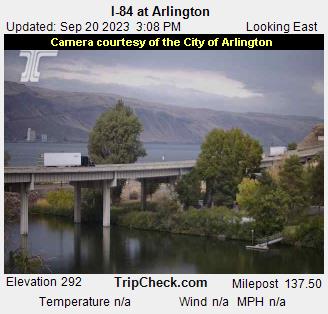 I-84 at Arlington
Updated: Sep 20 2023 3:08 PM Looking East
Camera courtesy of the City of Arlington
Elevation 292 TripCheck.com Milepost 137.50
Temperature n/a Wind n/a MPH n/a